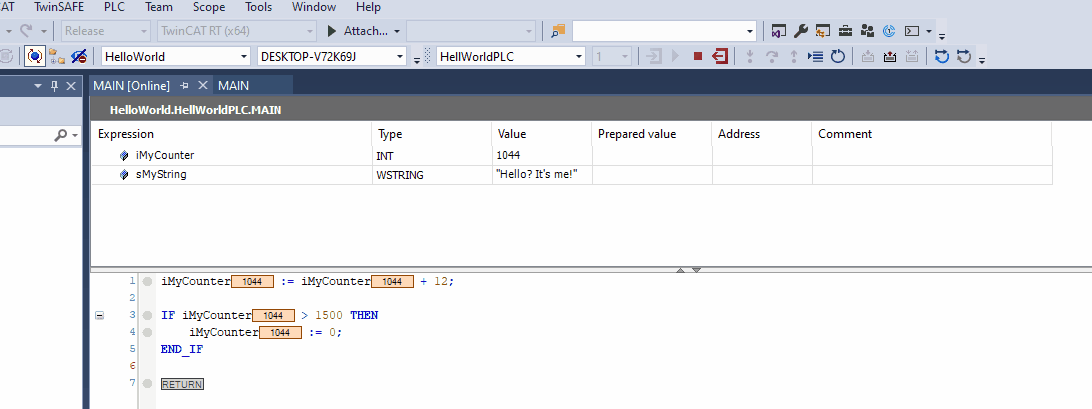 CAT TwinSAFE PLC Team Scope Tools Window Help
Release TwinCAT RT (x64) Attach...
HelloWorld DESKTOP-V72K69J HellWorldPLC 1
MAIN [Online] MAIN
HelloWorld.HellWorldPLC.MAIN
Expression Type Value Prepared value Address Comment
iMyCounter INT 1044
sMyString WSTRING "Hello? It's me!"
1 iMyCounter 1044 := iMyCounter 1044 + 12;
2
3 IF iMyCounter 1044 > 1500 THEN
4 iMyCounter 1044 := 0;
5 END_IF
6
7 RETURN